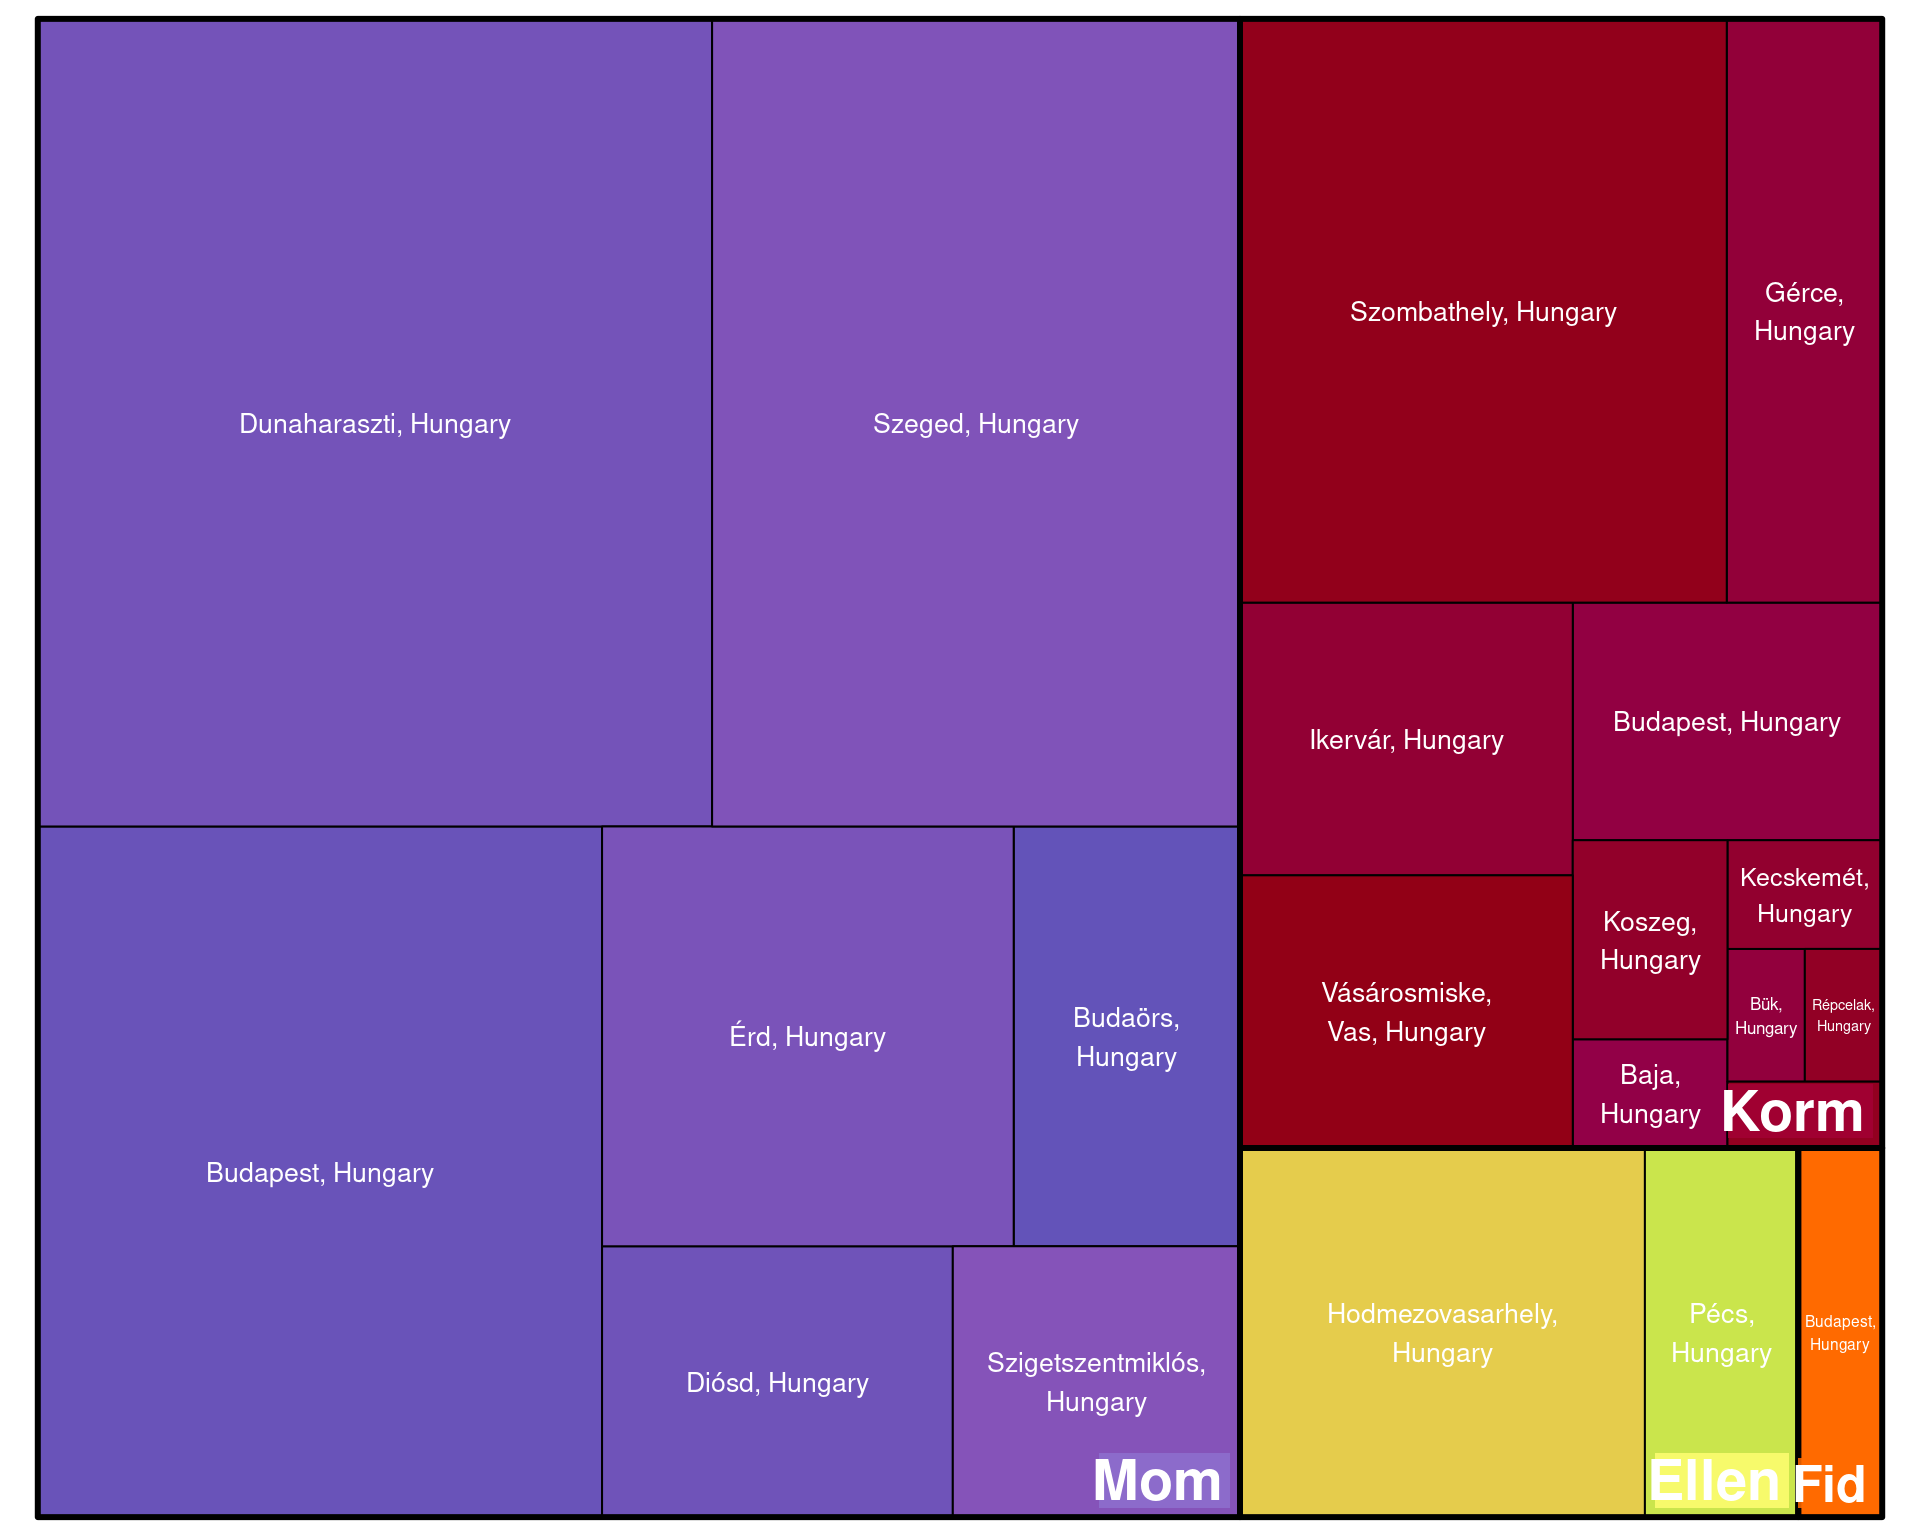 Dunaharaszti, Hungary
Szeged, Hungary
Budapest, Hungary
Érd, Hungary
Budaörs,
Hungary
Diósd, Hungary
Szigetszentmiklós,
Hungary
Mom
Szombathely, Hungary
Gérce,
Hungary
Ikervár, Hungary
Budapest, Hungary
Vásárosmiske,
Vas, Hungary
Koszeg,
Hungary
Kecskemét,
Hungary
Bük,
Hungary
Répcelak,
Hungary
Baja,
Hungary
Korm
Hodmezovasarhely,
Hungary
Pécs,
Hungary
Ellen
Budapest,
Hungary
Fid